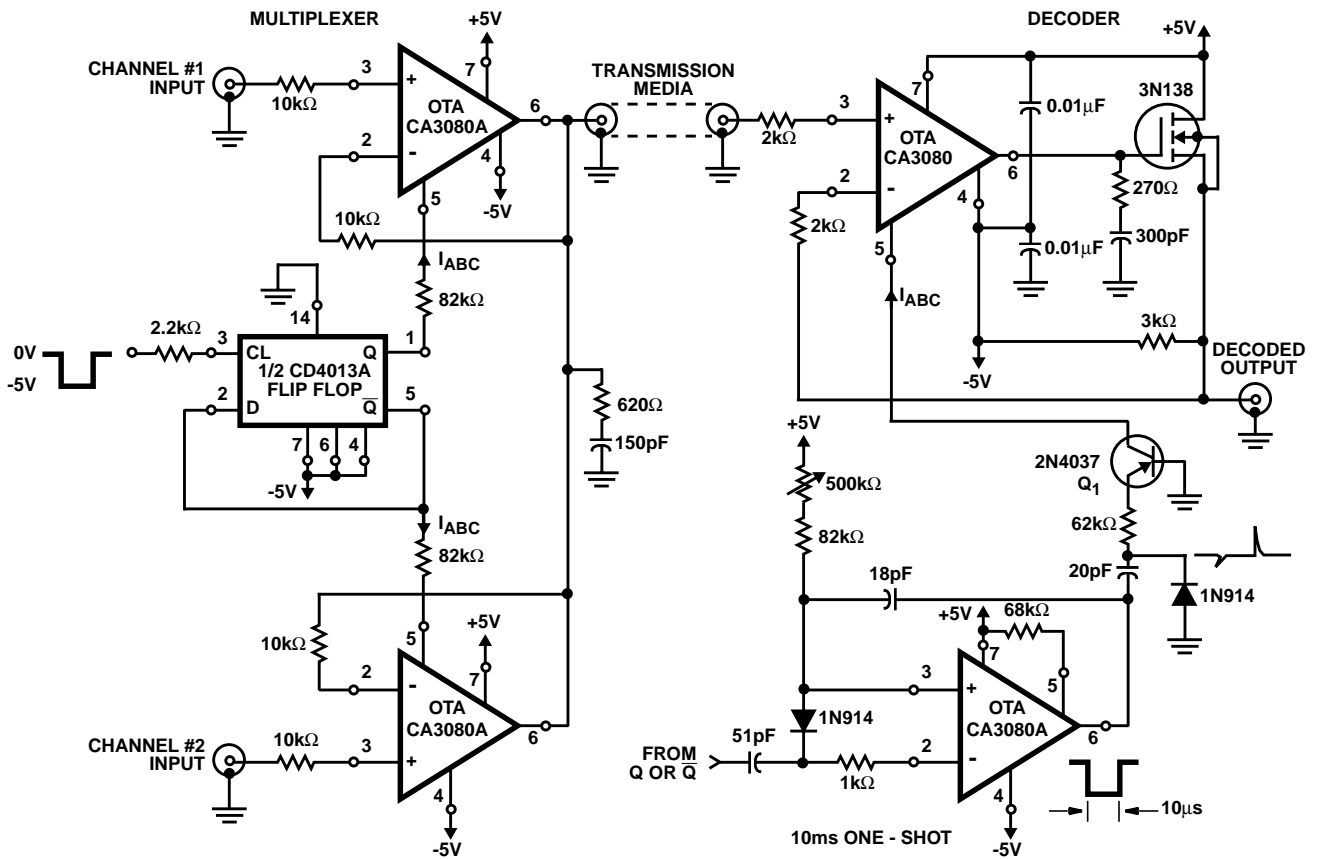 MULTIPLEXER
DECODER
+5V
+5V
CHANNEL #1
INPUT
10kΩ
3
+
7
OTA
CA3080A
6
2
-
4
-5V
5
10kΩ
TRANSMISSION
MEDIA
2kΩ
3
+
7
OTA
CA3080
6
2
-
4
5
2kΩ
0.01μF
0.01μF
3N138
270Ω
300pF
I_ABC
82kΩ
I_ABC
3kΩ
-5V
DECODED
OUTPUT
0V
-5V
2.2kΩ
14
3
CL
Q
1
1/2 CD4013A
FLIP FLOP
2
D
Q̅
5
7
6
4
-5V
620Ω
150pF
I_ABC
82kΩ
10kΩ
5
+5V
7
2
-
OTA
CA3080A
6
CHANNEL #2
INPUT
10kΩ
3
+
4
-5V
+5V
500kΩ
82kΩ
2N4037
Q1
62kΩ
20pF
1N914
18pF
+5V
68kΩ
7
5
3
+
OTA
CA3080A
6
1N914
51pF
FROM
Q OR Q̅
1kΩ
2
-
4
-5V
10μs
10ms ONE - SHOT